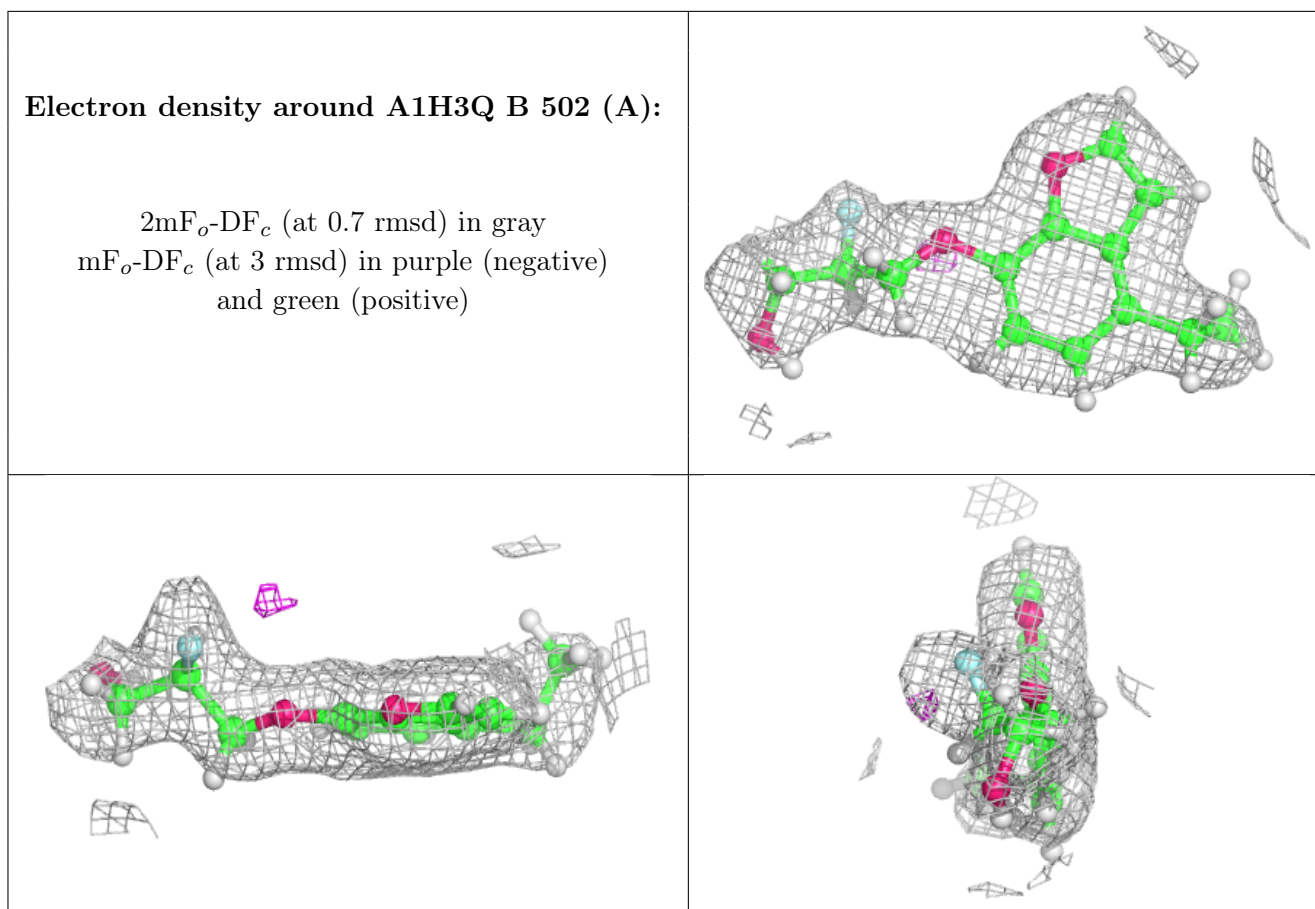 Electron density around A1H3Q B 502 (A):
2mFo-DFc (at 0.7 rmsd) in gray
mFo-DFc (at 3 rmsd) in purple (negative)
and green (positive)